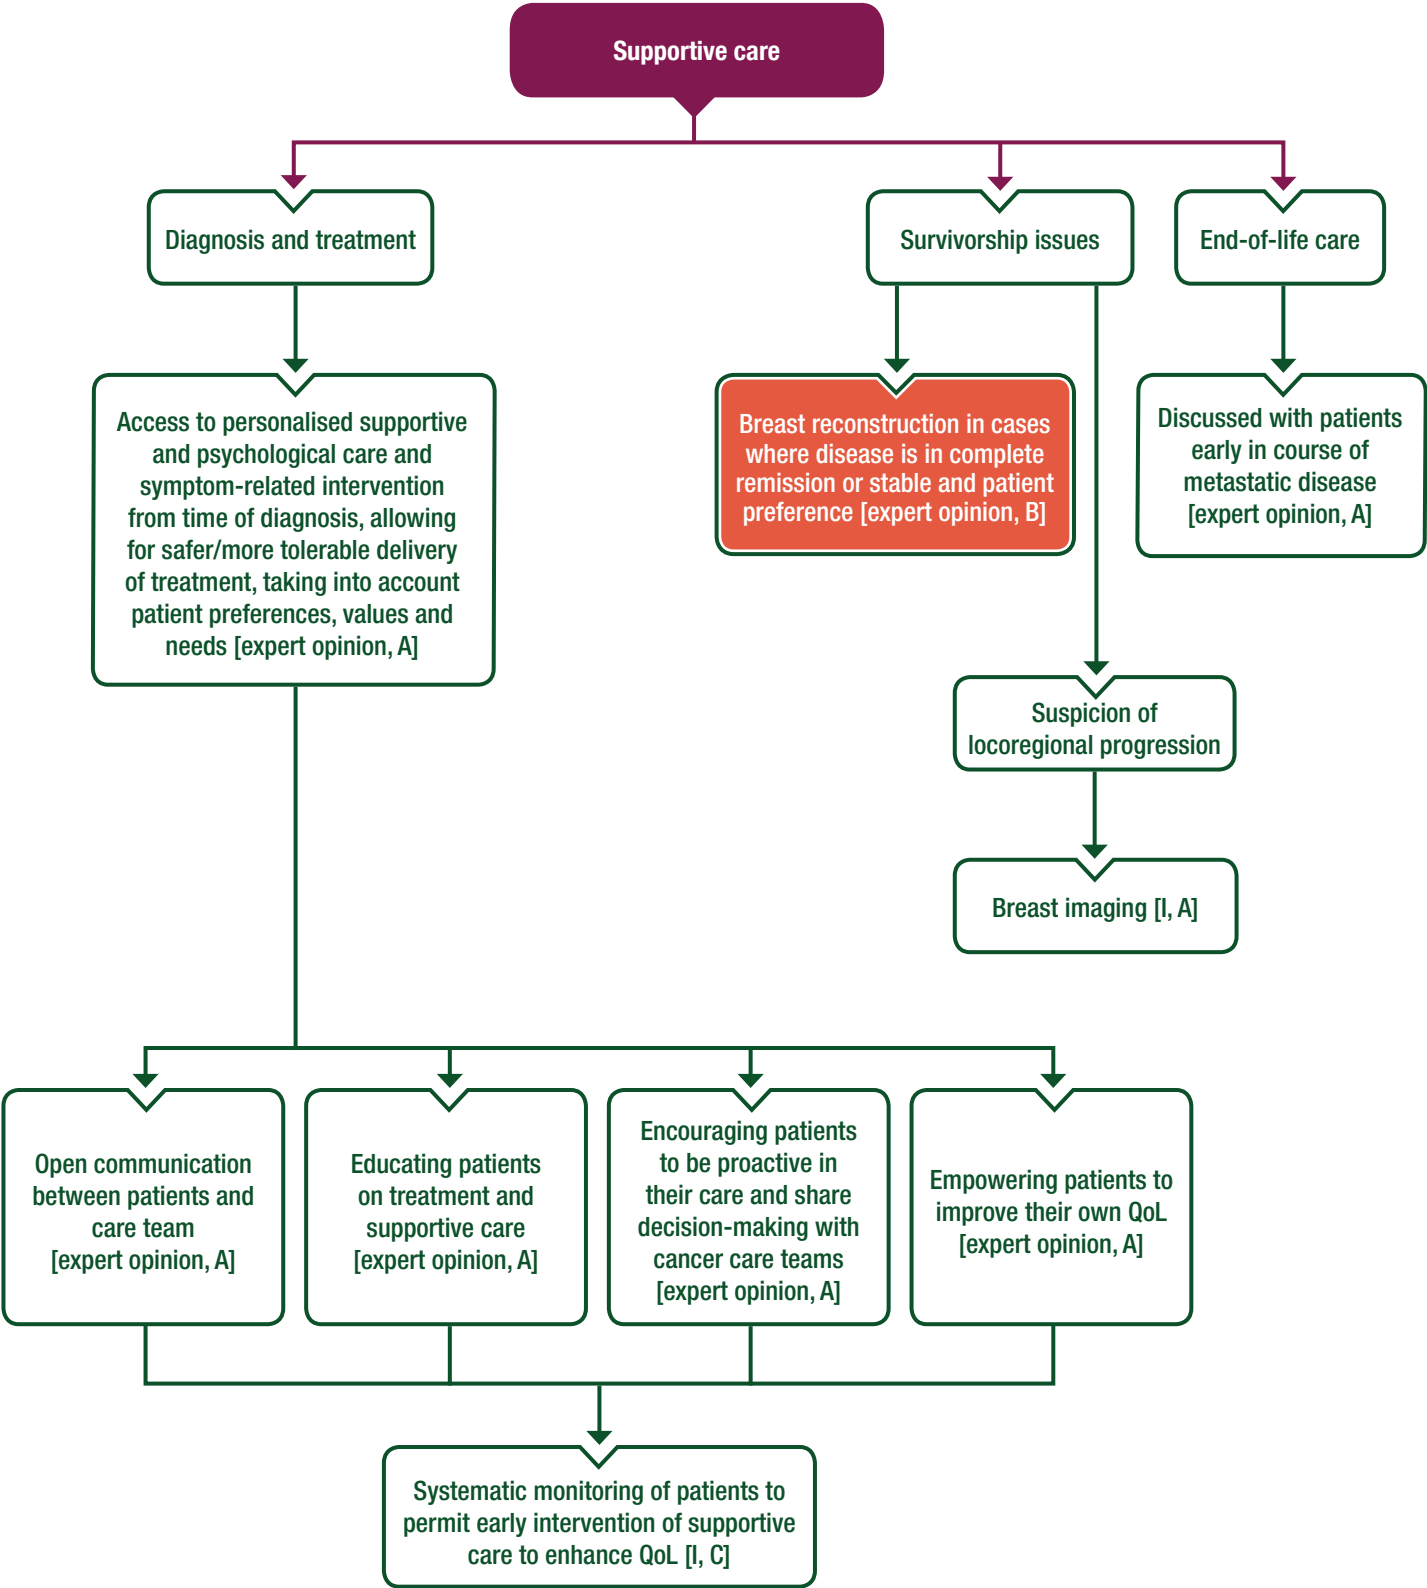 Supportive care
Diagnosis and treatment
Survivorship issues
End-of-life care
Access to personalised supportive
and psychological care and
symptom-related intervention
from time of diagnosis, allowing
for safer/more tolerable delivery
of treatment, taking into account
patient preferences, values and
needs [expert opinion, A]
Breast reconstruction in cases
where disease is in complete
remission or stable and patient
preference [expert opinion, B]
Discussed with patients
early in course of
metastatic disease
[expert opinion, A]
Suspicion of
locoregional progression
Breast imaging [I, A]
Open communication
between patients and
care team
[expert opinion, A]
Educating patients
on treatment and
supportive care
[expert opinion, A]
Encouraging patients
to be proactive in
their care and share
decision-making with
cancer care teams
[expert opinion, A]
Empowering patients to
improve their own QoL
[expert opinion, A]
Systematic monitoring of patients to
permit early intervention of supportive
care to enhance QoL [I, C]